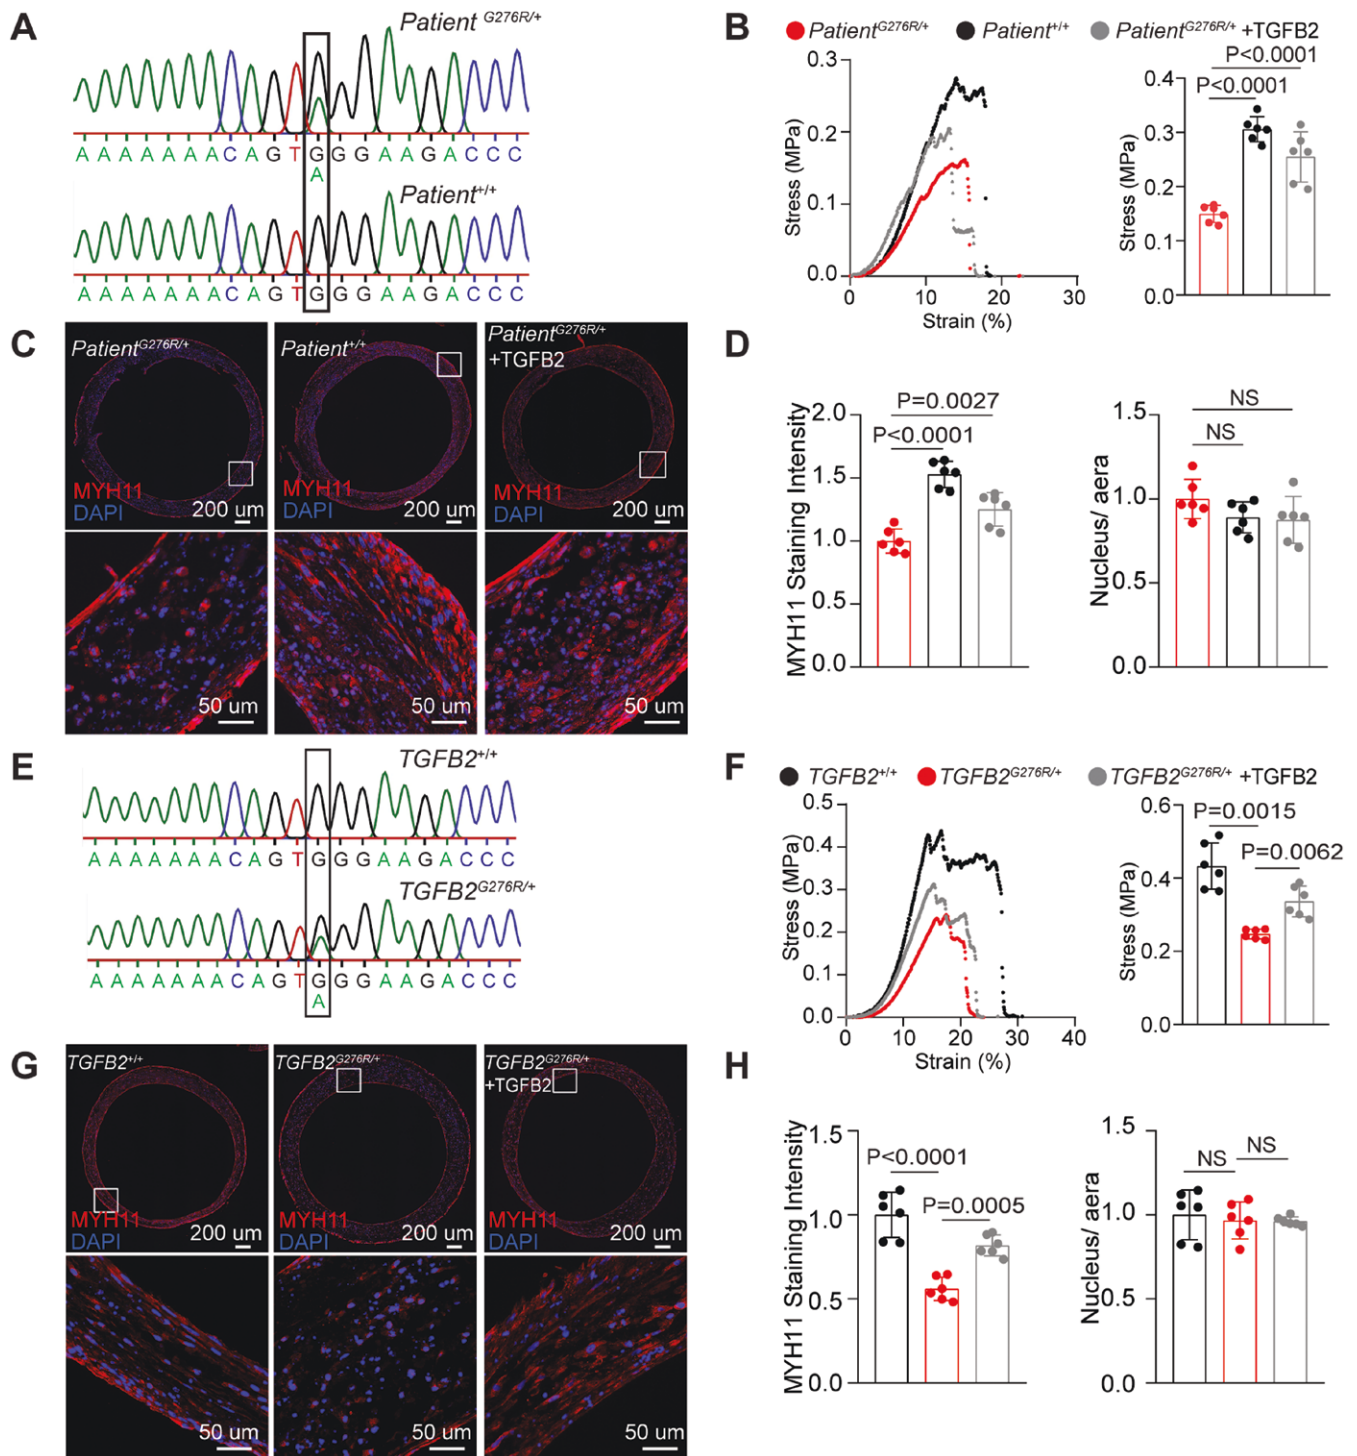 A
Patient G276R/+
A A A A A A A C A G T G G G A A G A C C C
A
Patient+/+
A A A A A A A C A G T G G G A A G A C C C
B
PatientG276R/+ Patient+/+ PatientG276R/+ +TGFB2
0.3
0.2
0.1
0.0
Stress (MPa)
0 10 20 30
Strain (%)
P<0.0001
P<0.0001
0.4
0.3
0.2
0.1
0.0
Stress (MPa)
C
PatientG276R/+
MYH11
DAPI
200 um
Patient+/+
MYH11
DAPI
200 um
PatientG276R/+
+TGFB2
MYH11
DAPI
200 um
50 um
50 um
50 um
D
P=0.0027
P<0.0001
2.0
1.5
1.0
0.5
0.0
MYH11 Staining Intensity
NS
NS
1.5
1.0
0.5
0.0
Nucleus/ aera
E
TGFB2+/+
A A A A A A A C A G T G G G A A G A C C C
TGFB2G276R/+
A A A A A A A C A G T G G G A A G A C C C
A
F
TGFB2+/+ TGFB2G276R/+ TGFB2G276R/+ +TGFB2
0.5
0.4
0.3
0.2
0.1
0.0
Stress (MPa)
0 10 20 30 40
Strain (%)
P=0.0015
P=0.0062
0.6
0.4
0.2
0.0
Stress (MPa)
G
TGFB2+/+
MYH11
DAPI
200 um
TGFB2G276R/+
MYH11
DAPI
200 um
TGFB2G276R/+
+TGFB2
MYH11
DAPI
200 um
50 um
50 um
50 um
H
P<0.0001
P=0.0005
1.5
1.0
0.5
0.0
MYH11 Staining Intensity
NS
NS
1.5
1.0
0.5
0.0
Nucleus/ aera